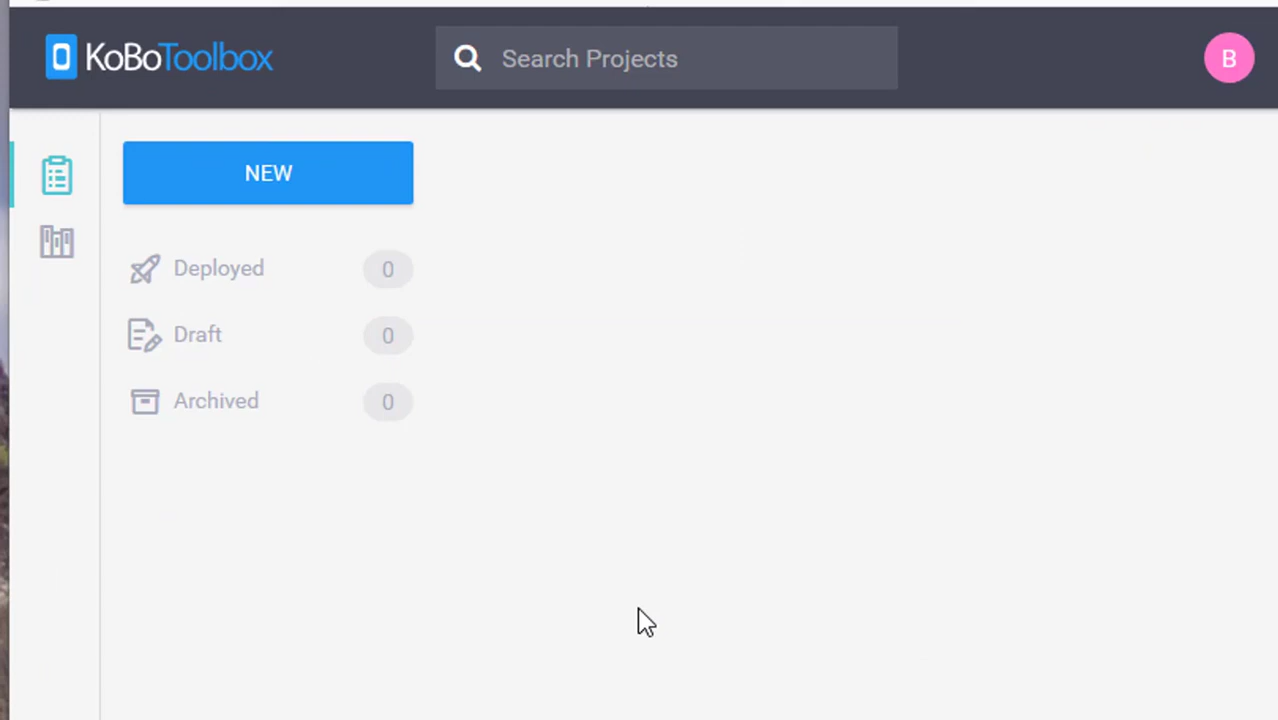 KoBoToolbox
Search Projects
B
NEW
Deployed 0
Draft 0
Archived 0